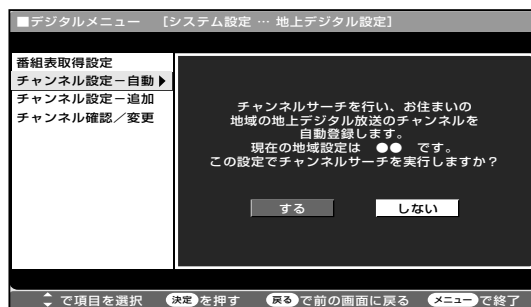 ■デジタルメニュー [システム設定 … 地上デジタル設定]
番組表取得設定
チャンネル設定－自動▶
チャンネル設定－追加
チャンネル確認／変更
チャンネルサーチを行い、お住まいの
地域の地上デジタル放送のチャンネルを
自動登録します。
現在の地域設定は ●● です。
この設定でチャンネルサーチを実行しますか？
する しない
で項目を選択 決定を押す 戻るで前の画面に戻る メニューで終了